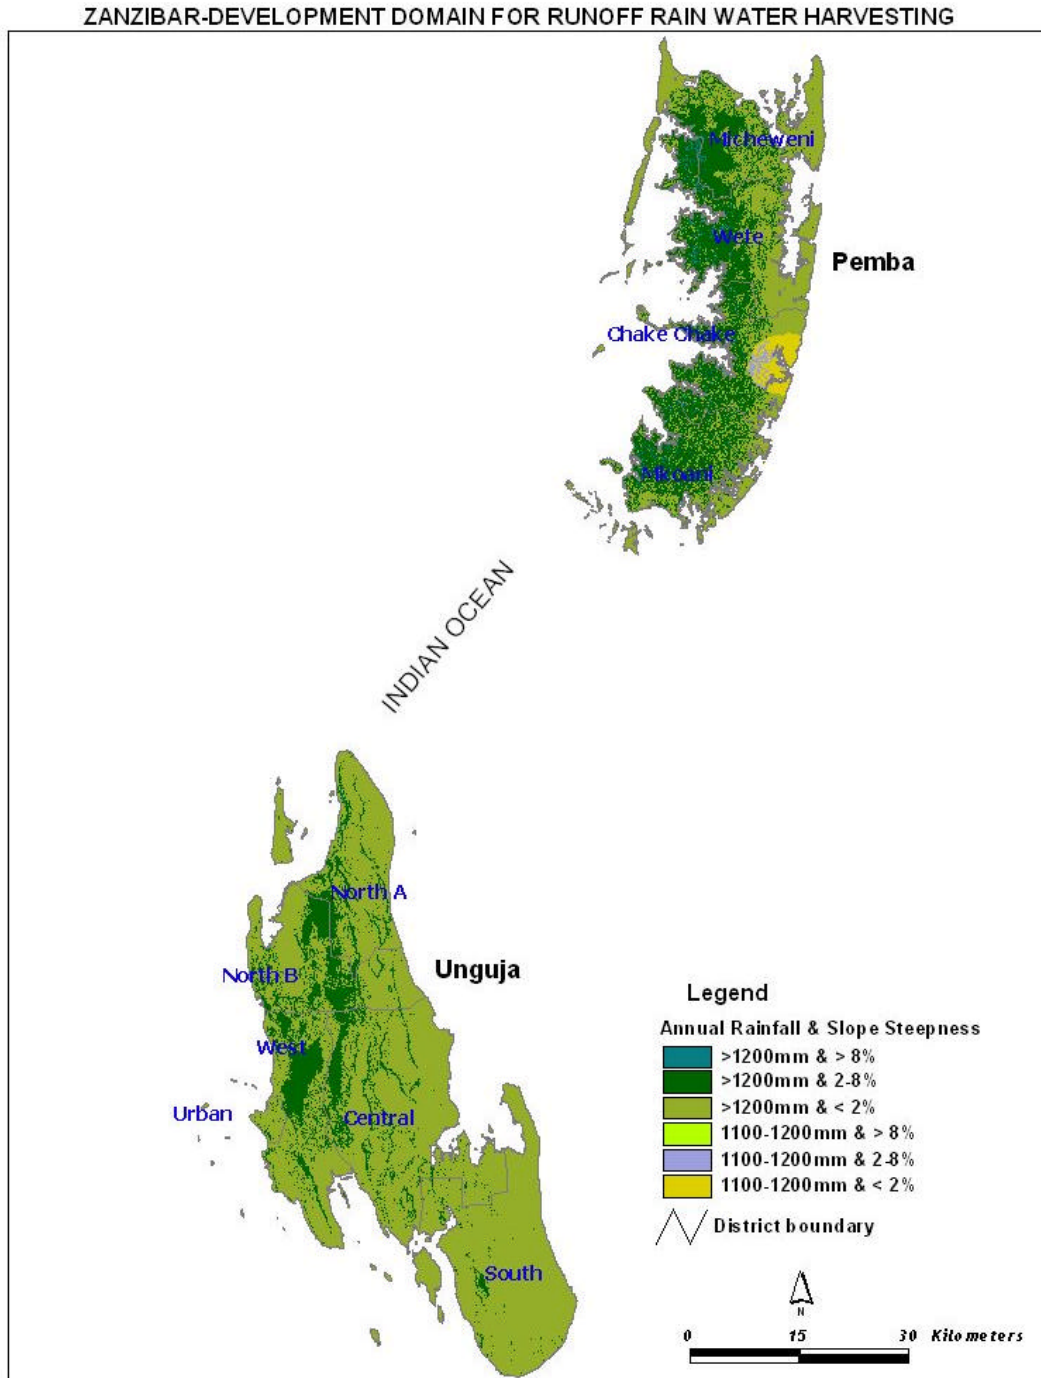 ZANZIBAR-DEVELOPMENT DOMAIN FOR RUNOFF RAIN WATER HARVESTING
Micheweni
Wete
Pemba
Chake Chake
Mkoani
INDIAN OCEAN
North A
Unguja
North B
West
Urban
Central
South
Legend
Annual Rainfall & Slope Steepness
>1200mm & > 8%
>1200mm & 2-8%
>1200mm & < 2%
1100-1200mm & > 8%
1100-1200mm & 2-8%
1100-1200mm & < 2%
District boundary
N
0 15 30 Kilometers